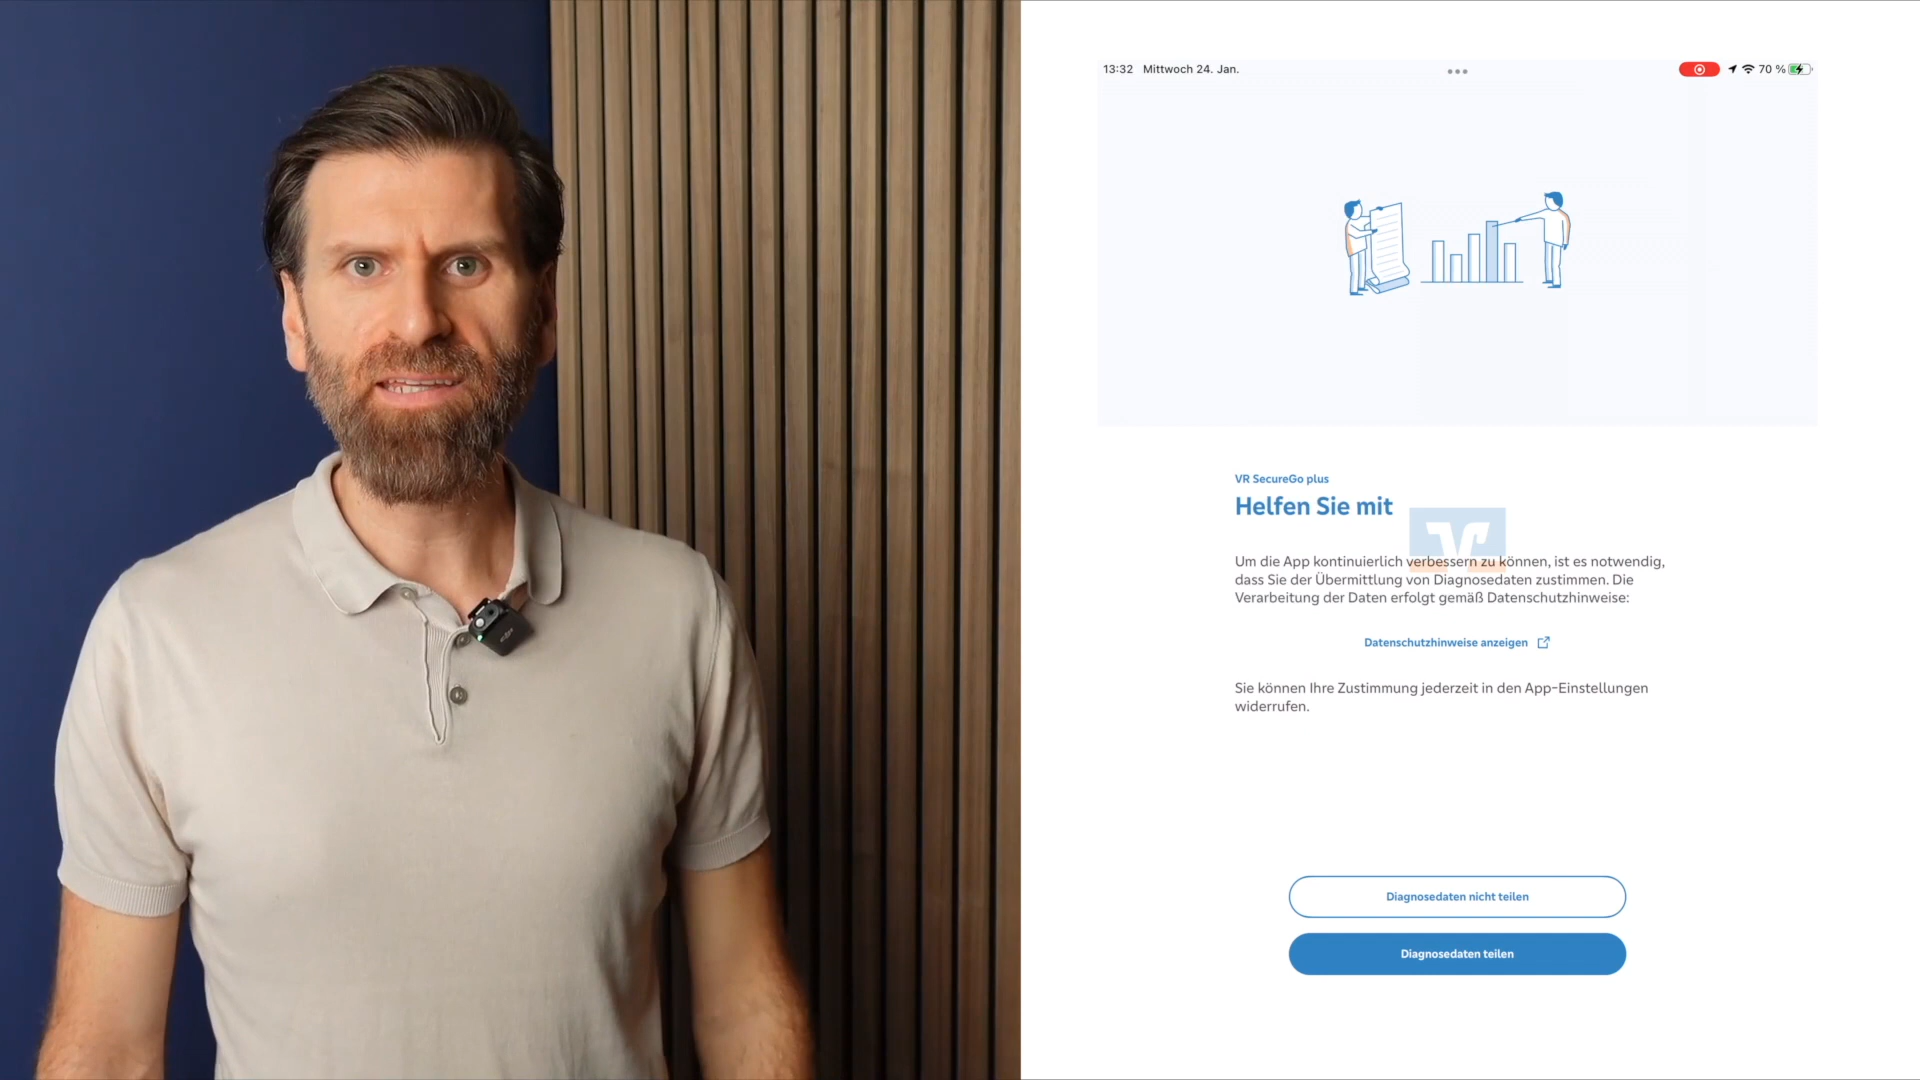 13:32 Mittwoch 24. Jan.
70 %
VR SecureGo plus
Helfen Sie mit
Um die App kontinuierlich verbessern zu können, ist es notwendig,
dass Sie der Übermittlung von Diagnosedaten zustimmen. Die
Verarbeitung der Daten erfolgt gemäß Datenschutzhinweise:
Datenschutzhinweise anzeigen
Sie können Ihre Zustimmung jederzeit in den App-Einstellungen
widerrufen.
Diagnosedaten nicht teilen
Diagnosedaten teilen